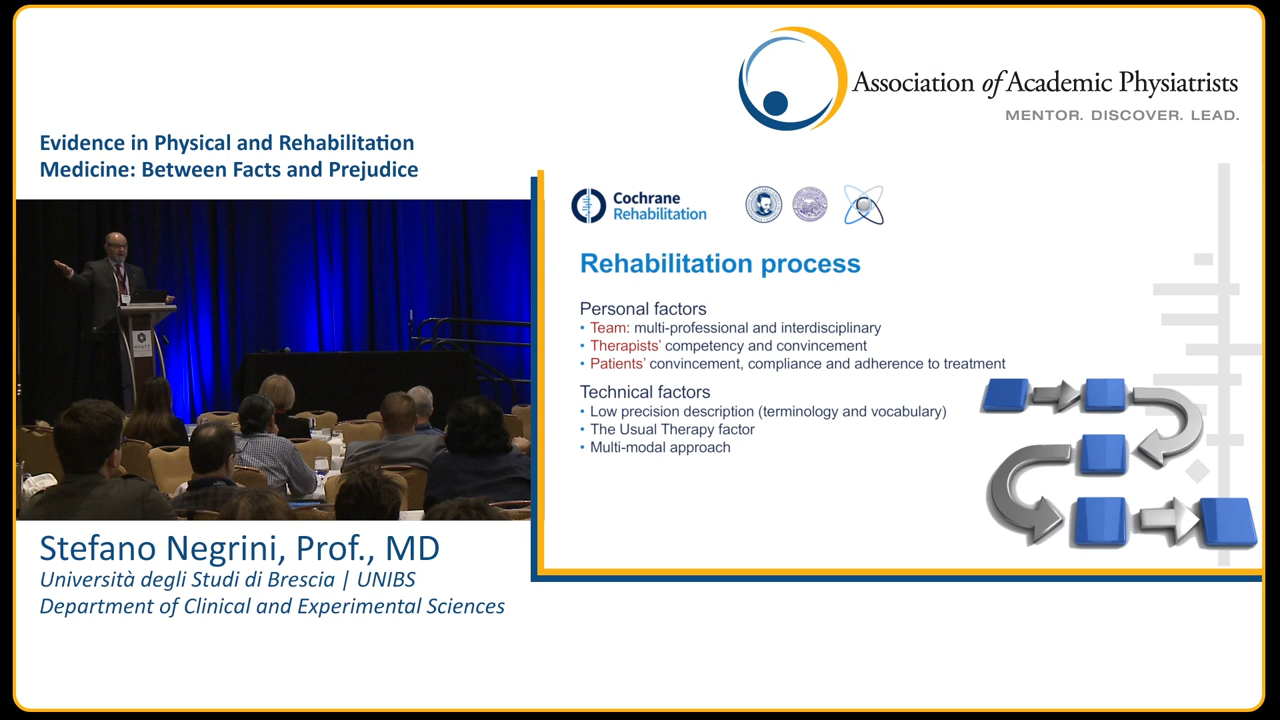 Association of Academic Physiatrists
MENTOR. DISCOVER. LEAD.
Evidence in Physical and Rehabilitation
Medicine: Between Facts and Prejudice
Cochrane
Rehabilitation
Rehabilitation process
Personal factors
• Team: multi-professional and interdisciplinary
• Therapists' competency and convincement
• Patients' convincement, compliance and adherence to treatment
Technical factors
• Low precision description (terminology and vocabulary)
• The Usual Therapy factor
• Multi-modal approach
HYATT
Stefano Negrini, Prof., MD
Università degli Studi di Brescia | UNIBS
Department of Clinical and Experimental Sciences